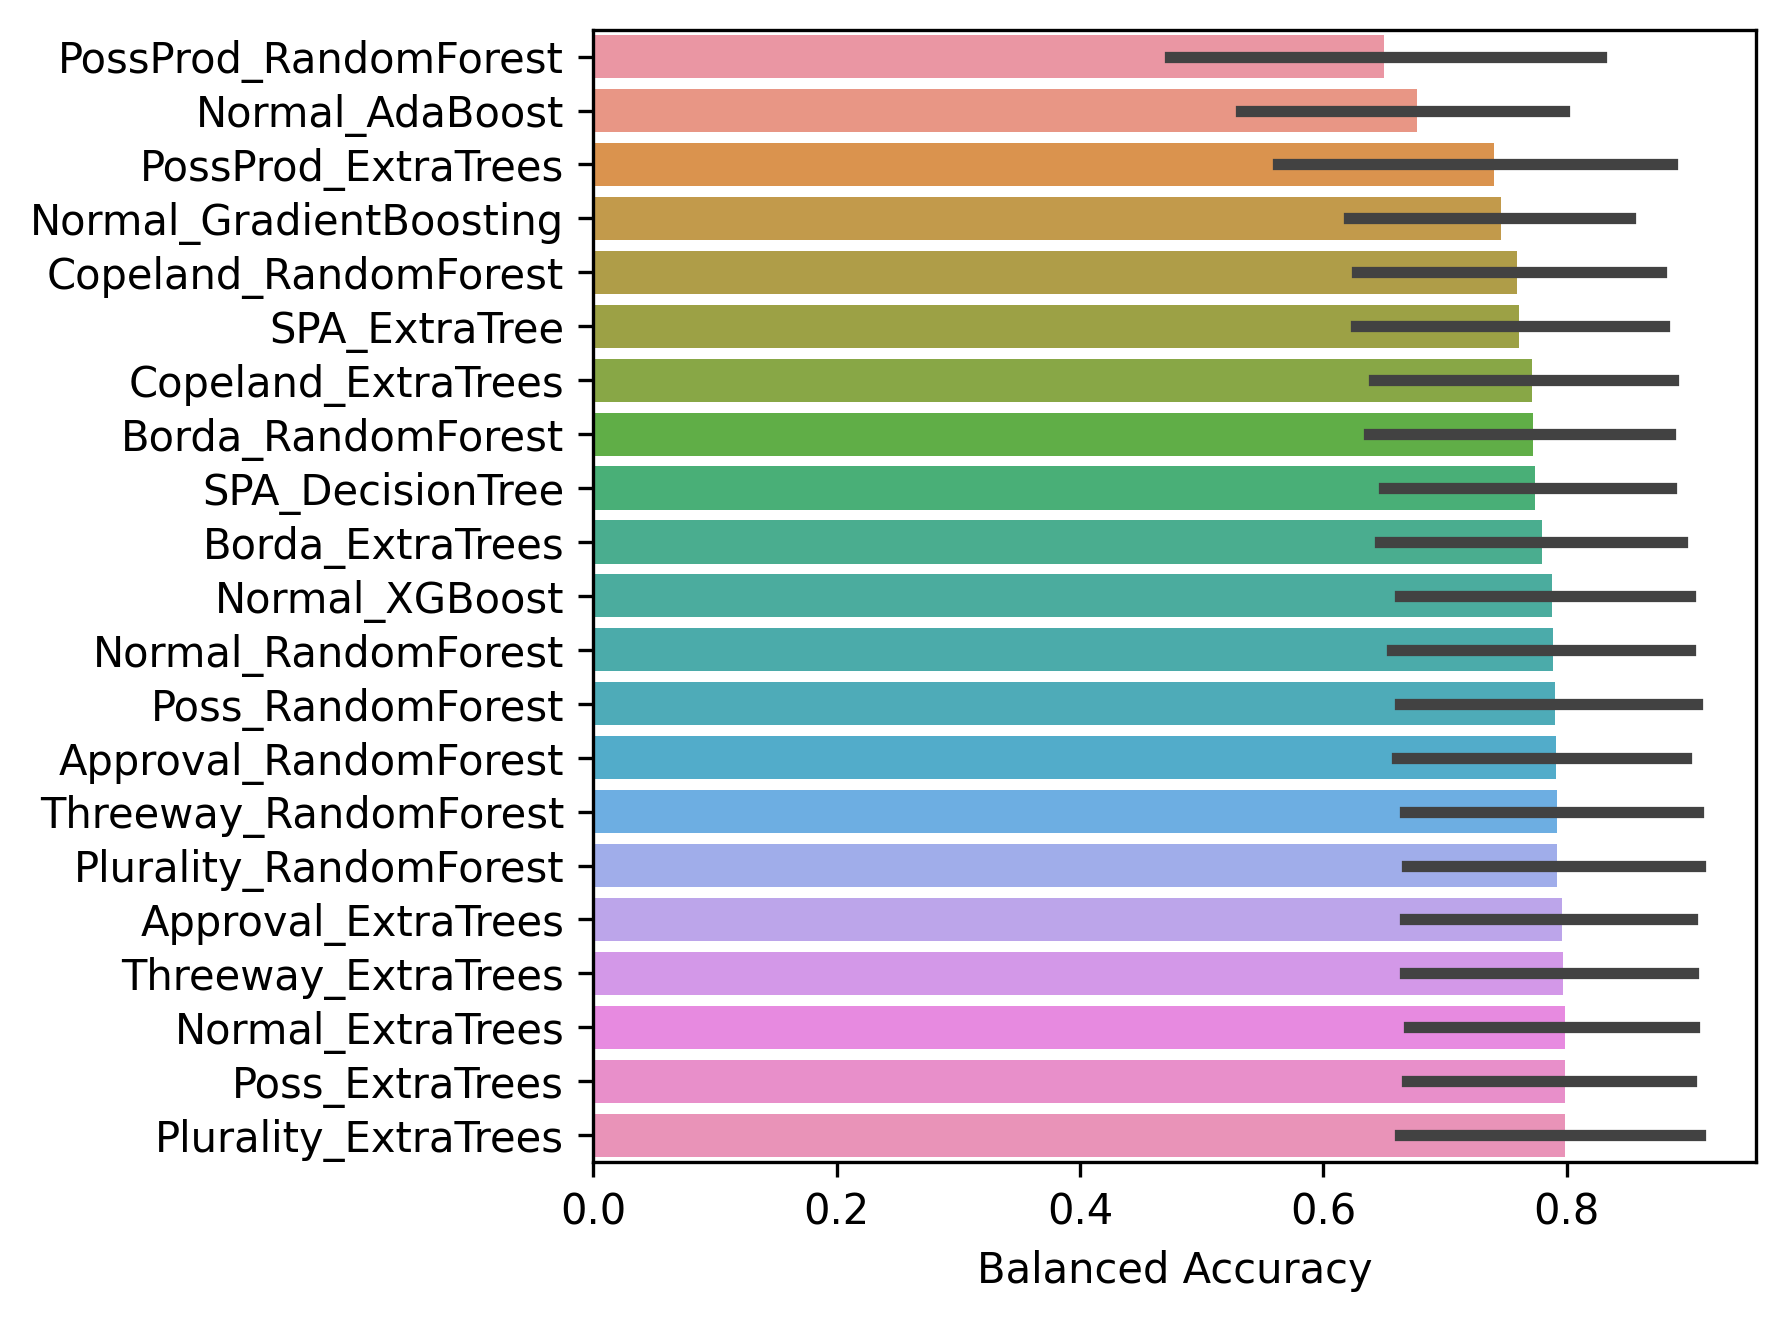 PossProd_RandomForest
Normal_AdaBoost
PossProd_ExtraTrees
Normal_GradientBoosting
Copeland_RandomForest
SPA_ExtraTree
Copeland_ExtraTrees
Borda_RandomForest
SPA_DecisionTree
Borda_ExtraTrees
Normal_XGBoost
Normal_RandomForest
Poss_RandomForest
Approval_RandomForest
Threeway_RandomForest
Plurality_RandomForest
Approval_ExtraTrees
Threeway_ExtraTrees
Normal_ExtraTrees
Poss_ExtraTrees
Plurality_ExtraTrees
0.0 0.2 0.4 0.6 0.8
Balanced Accuracy